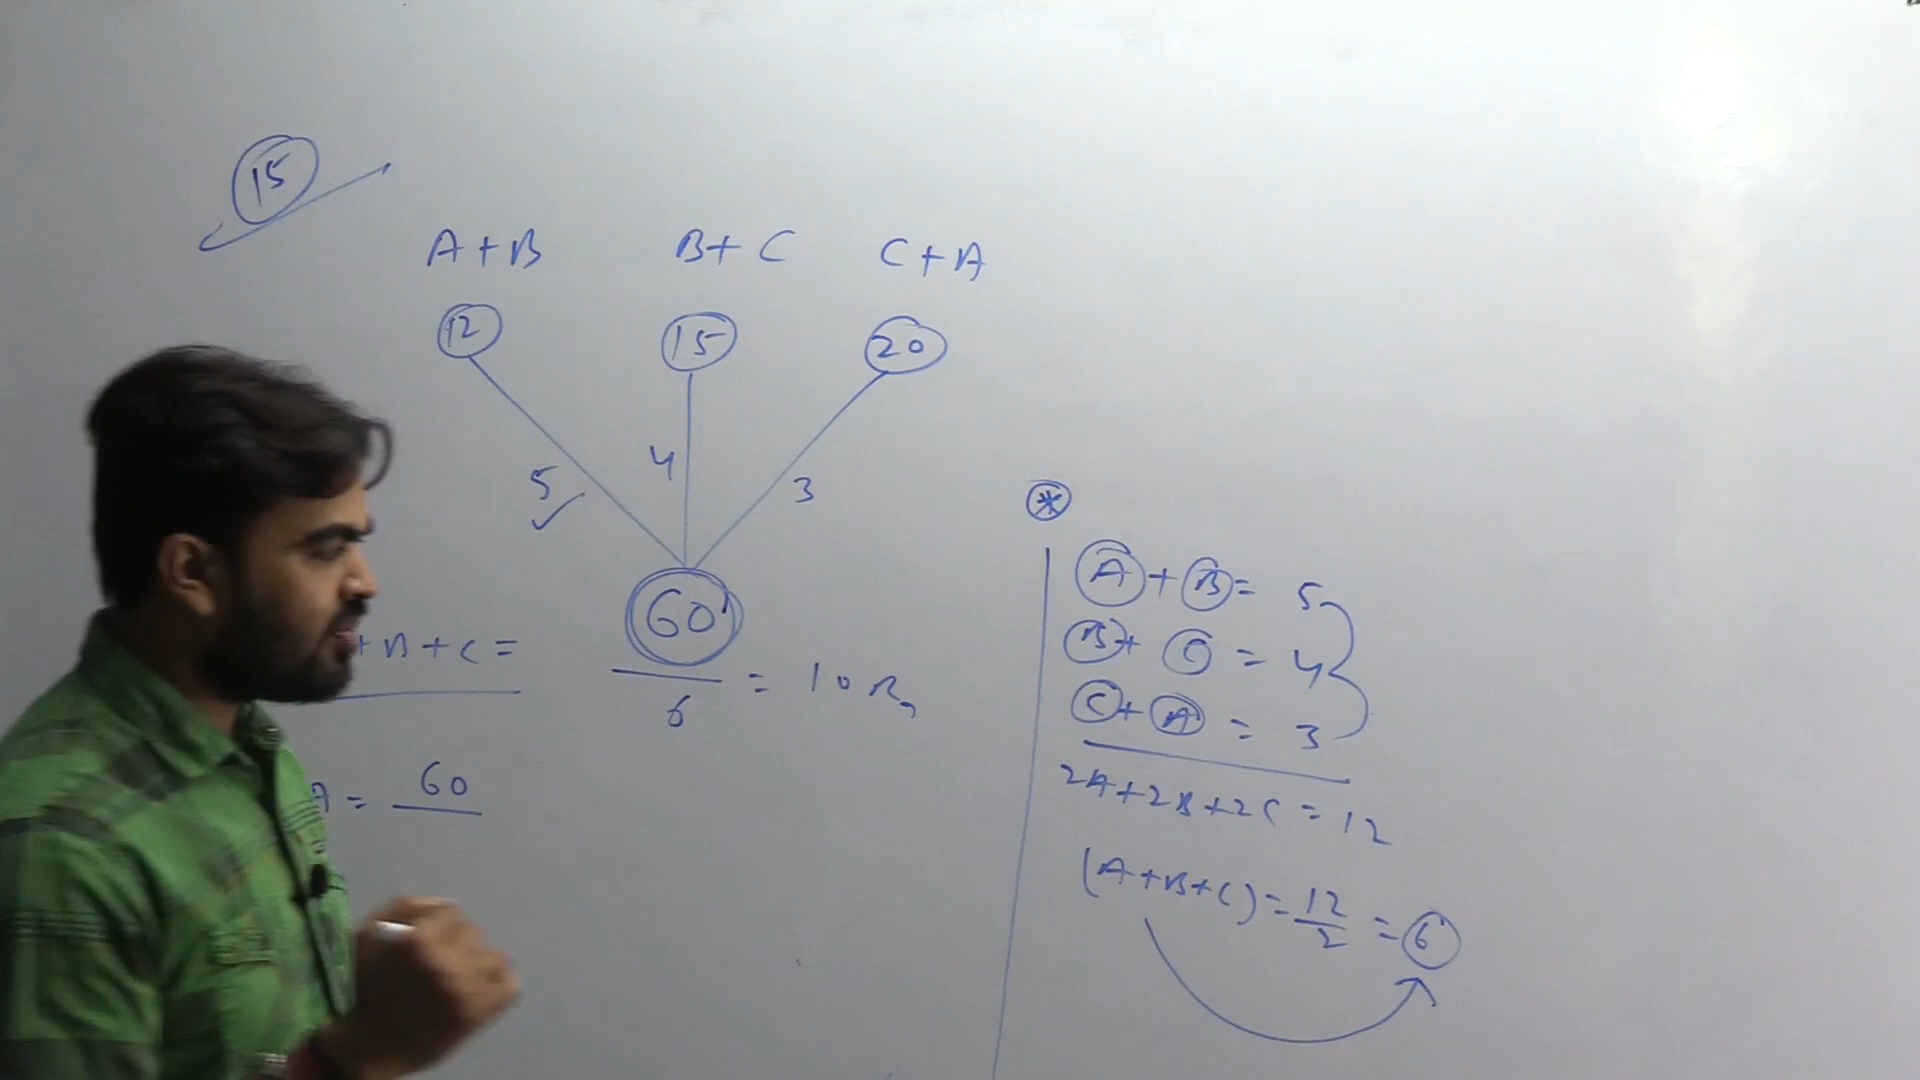 15
A+B B+C C+A
12 15 20
5 4 3
60
+B+C = 60/6 = 10
A = 60
*
A+B= 5
B+ C = 4
C+A = 3
2A+2B+2C = 12
(A+B+C) = 12/2 = 6